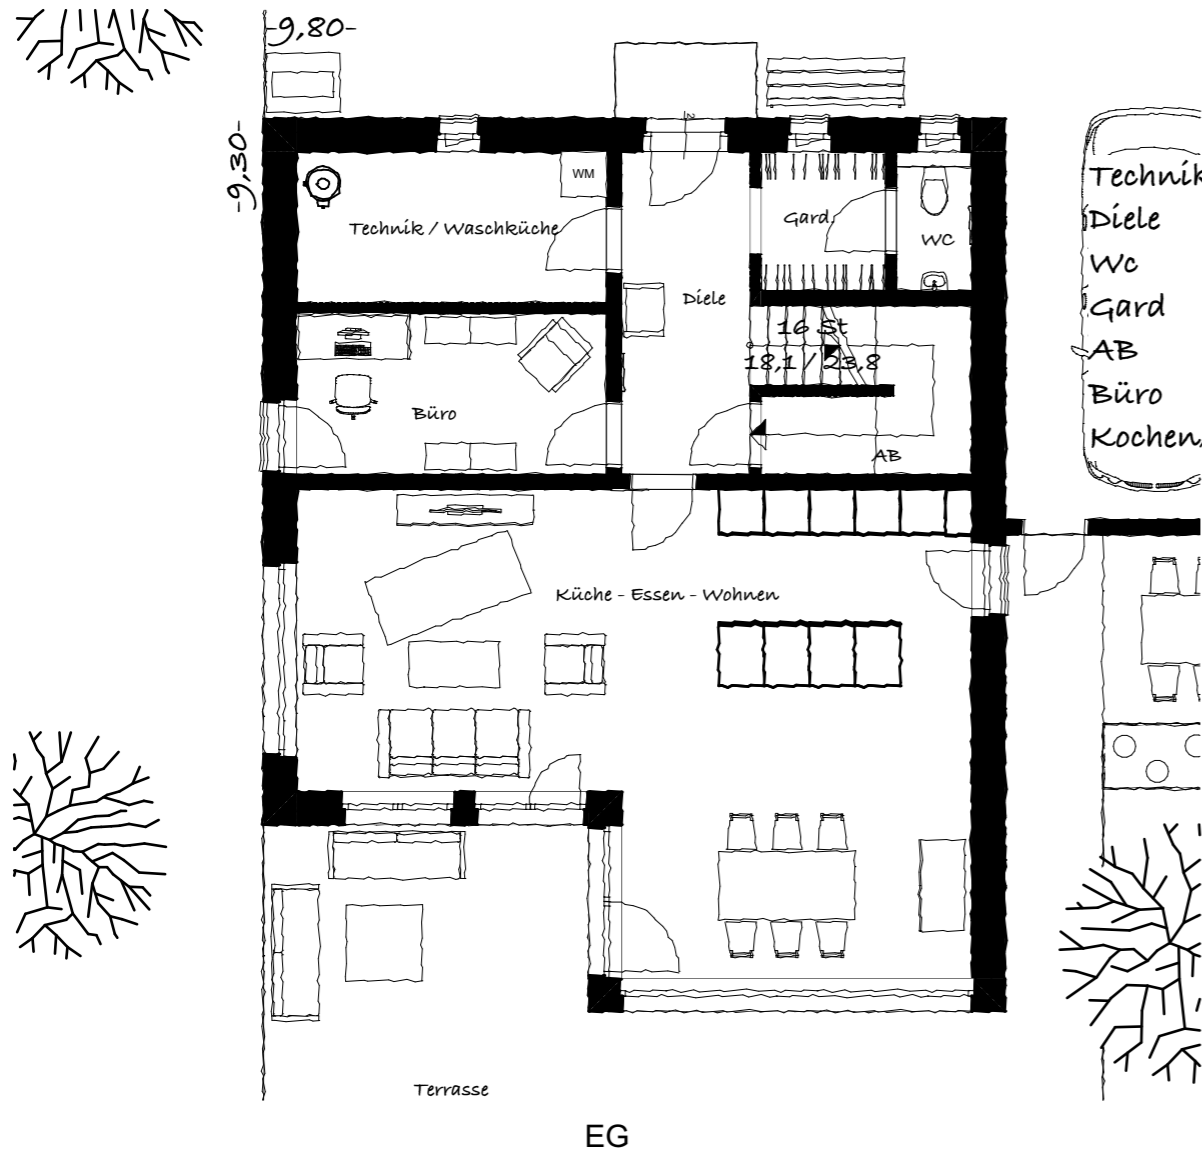 -9,80-
-9,30-
WM
Technik / Waschküche
Gard.
WC
Diele
16 St
18,1 / 23,8
Büro
AB
Küche - Essen - Wohnen
Terrasse
EG
Technik
Diele
Wc
Gard
AB
Büro
Kochen